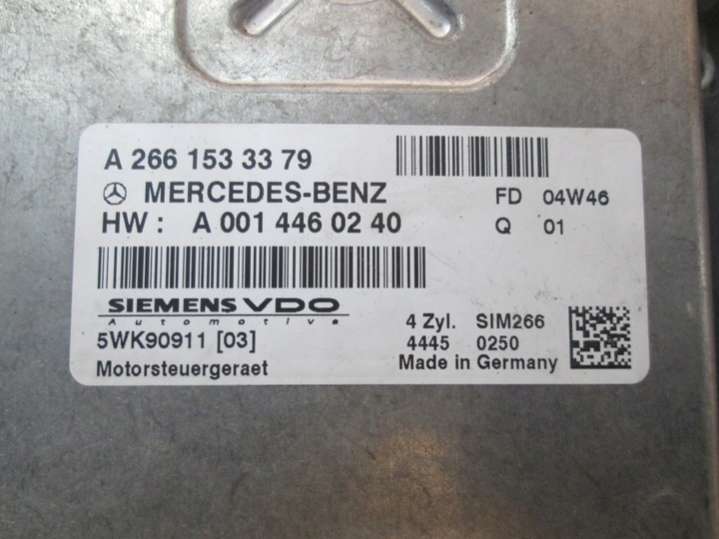 A 266 153 33 79
MERCEDES-BENZ
FD 04W46
HW : A 001 446 02 40
Q 01
SIEMENS VDO
Automotive
4 Zyl. SIM266
5WK90911 [03]
4445 0250
Motorsteuergeraet
Made in Germany